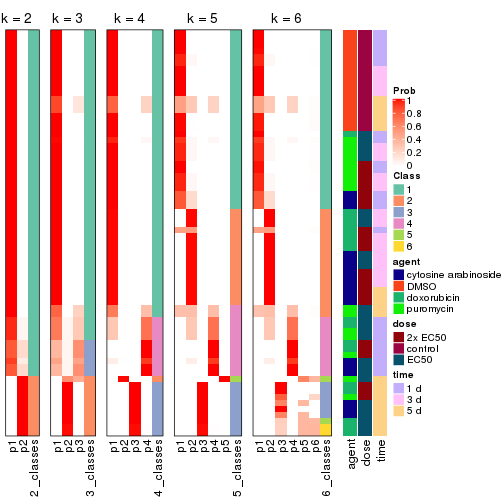 k = 2 k = 3 k = 4 k = 5 k = 6
Prob
1
0.8
0.6
0.4
0.2
0
Class
1
2
3
4
5
6
agent
cytosine arabinoside
DMSO
doxorubicin
puromycin
dose
2x EC50
control
EC50
time
1 d
3 d
5 d
p1
p2
2_classes
p1
p2
p3
3_classes
p1
p2
p3
p4
4_classes
p1
p2
p3
p4
p5
5_classes
p1
p2
p3
p4
p5
p6
6_classes
agent
dose
time